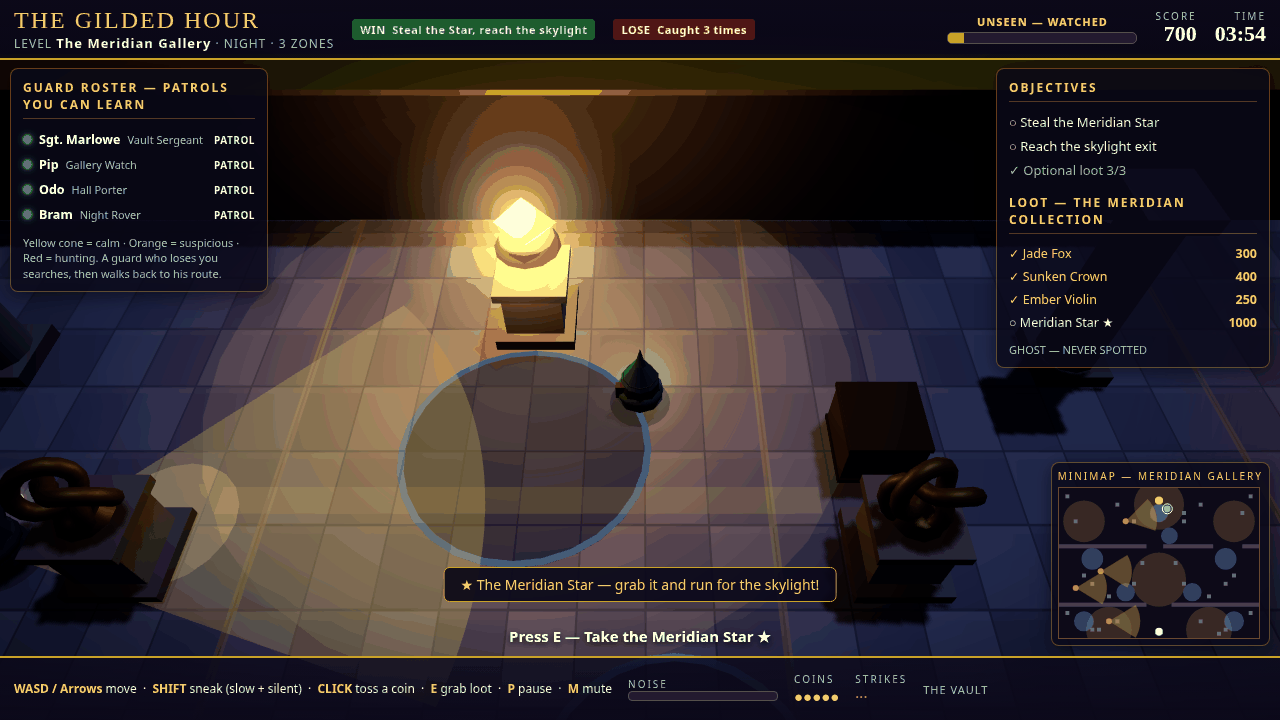 THE GILDED HOUR
LEVEL The Meridian Gallery · NIGHT · 3 ZONES
WIN Steal the Star, reach the skylight
LOSE Caught 3 times
UNSEEN — WATCHED
SCORE
700
TIME
03:54
GUARD ROSTER — PATROLS
YOU CAN LEARN
Sgt. Marlowe Vault Sergeant PATROL
Pip Gallery Watch PATROL
Odo Hall Porter PATROL
Bram Night Rover PATROL
Yellow cone = calm · Orange = suspicious ·
Red = hunting. A guard who loses you
searches, then walks back to his route.
OBJECTIVES
○ Steal the Meridian Star
○ Reach the skylight exit
✓ Optional loot 3/3
LOOT — THE MERIDIAN
COLLECTION
✓ Jade Fox 300
✓ Sunken Crown 400
✓ Ember Violin 250
○ Meridian Star ★ 1000
GHOST — NEVER SPOTTED
MINIMAP — MERIDIAN GALLERY
★ The Meridian Star — grab it and run for the skylight!
Press E — Take the Meridian Star ★
WASD / Arrows move · SHIFT sneak (slow + silent) · CLICK toss a coin · E grab loot · P pause · M mute
NOISE
COINS
●●●●●
STRIKES
···
THE VAULT